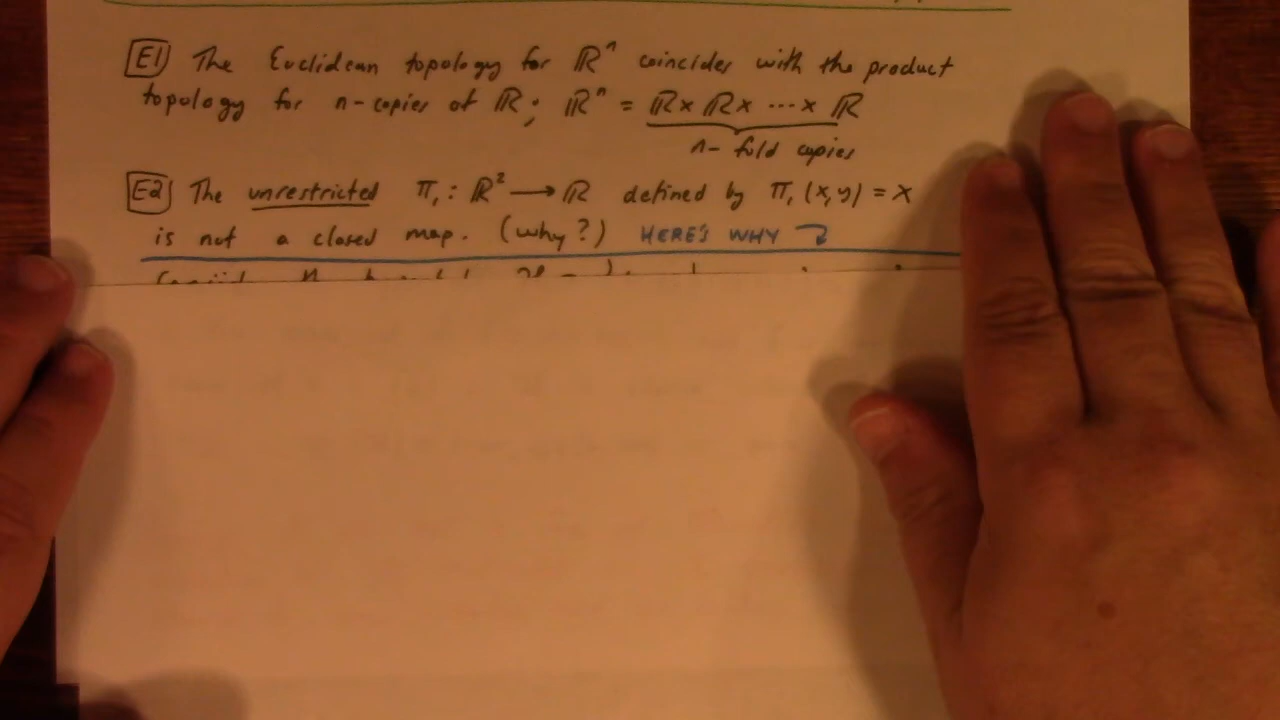 E1 The Euclidean topology for ℝⁿ coincides with the product
topology for n-copies of ℝ; ℝⁿ = ℝ × ℝ × ⋯ × ℝ
n-fold copies
E2 The unrestricted π₁ : ℝ² ⟶ ℝ defined by π₁(x,y) = x
is not a closed map. (why?) HERE'S WHY ⤵